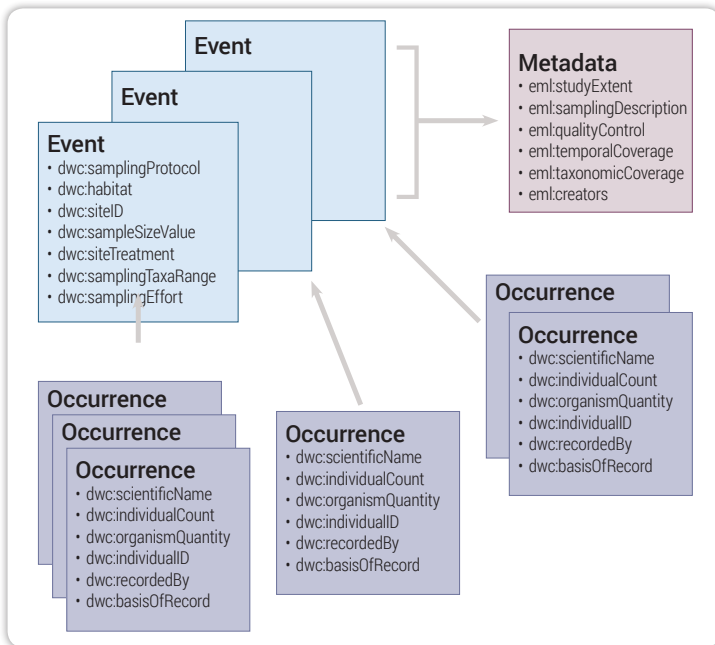 Event
Event
Event
• dwc:samplingProtocol
• dwc:habitat
• dwc:siteID
• dwc:sampleSizeValue
• dwc:siteTreatment
• dwc:samplingTaxaRange
• dwc:samplingEffort
Metadata
• eml:studyExtent
• eml:samplingDescription
• eml:qualityControl
• eml:temporalCoverage
• eml:taxonomicCoverage
• eml:creators
Occurrence
Occurrence
• dwc:scientificName
• dwc:individualCount
• dwc:organismQuantity
• dwc:individualID
• dwc:recordedBy
• dwc:basisOfRecord
Occurrence
Occurrence
Occurrence
• dwc:scientificName
• dwc:individualCount
• dwc:organismQuantity
• dwc:individualID
• dwc:recordedBy
• dwc:basisOfRecord
Occurrence
• dwc:scientificName
• dwc:individualCount
• dwc:organismQuantity
• dwc:individualID
• dwc:recordedBy
• dwc:basisOfRecord